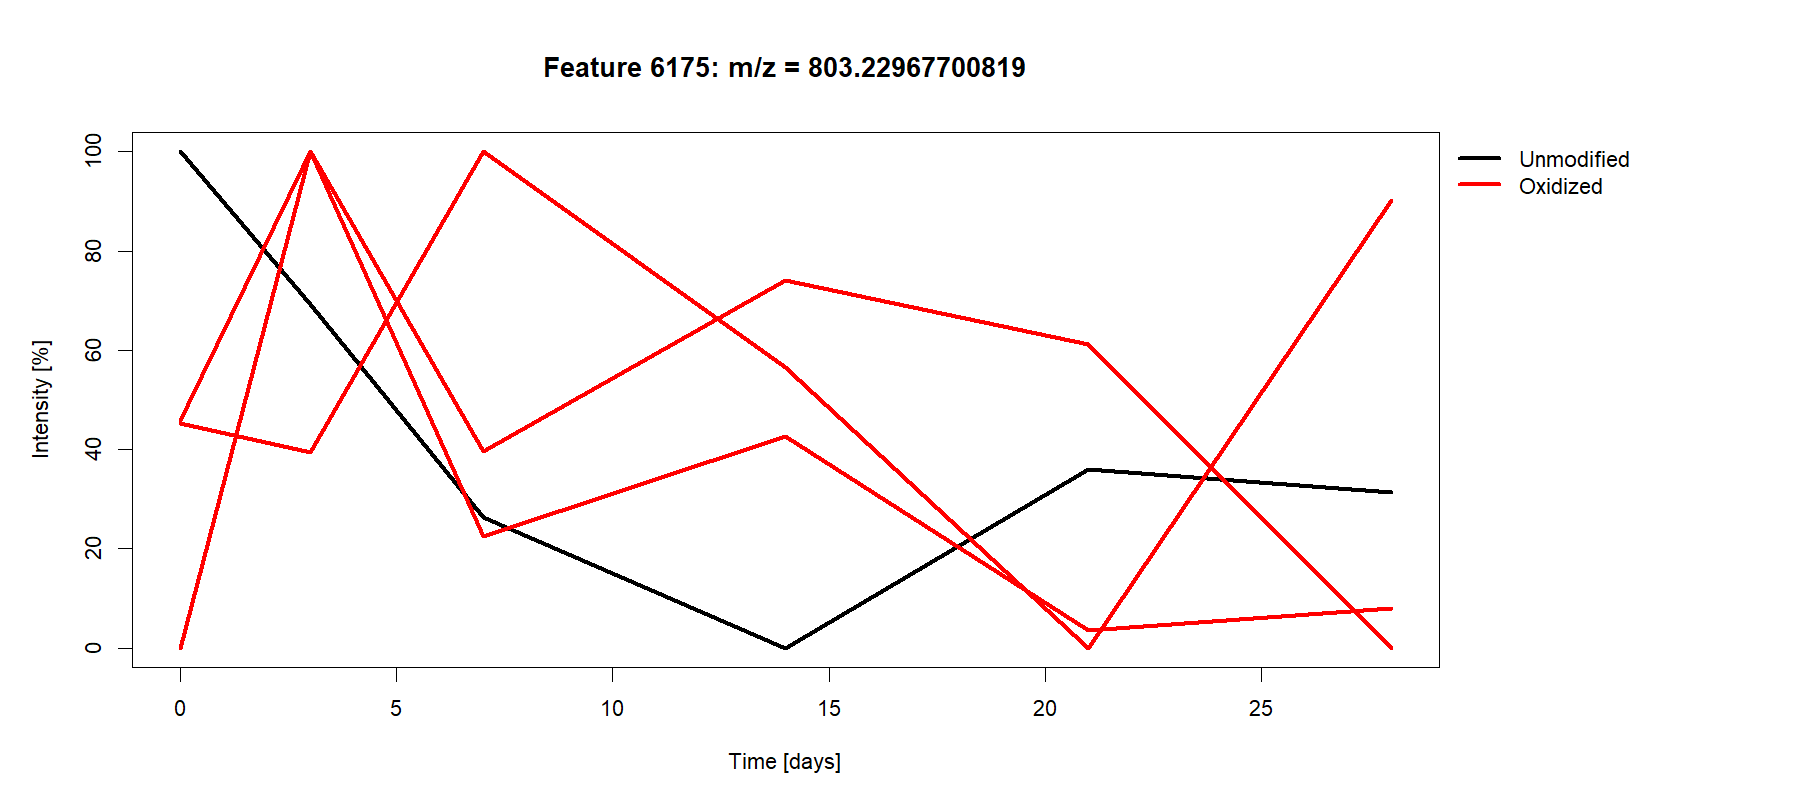 Feature 6175: m/z = 803.22967700819
Unmodified
Oxidized
Intensity [%]
100
80
60
40
20
0
0 5 10 15 20 25
Time [days]